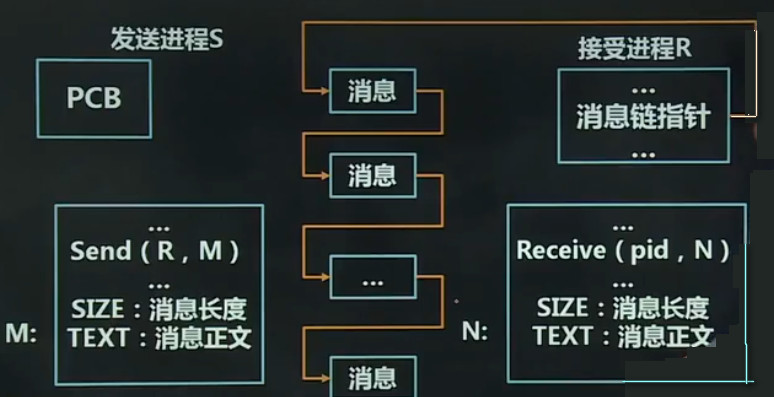 发送进程S
接受进程R
PCB
消息
...
消息链指针
...
消息
...
Send（R，M）
...
SIZE：消息长度
M:
TEXT：消息正文
...
消息
...
Receive（pid，N）
...
SIZE：消息长度
N:
TEXT：消息正文